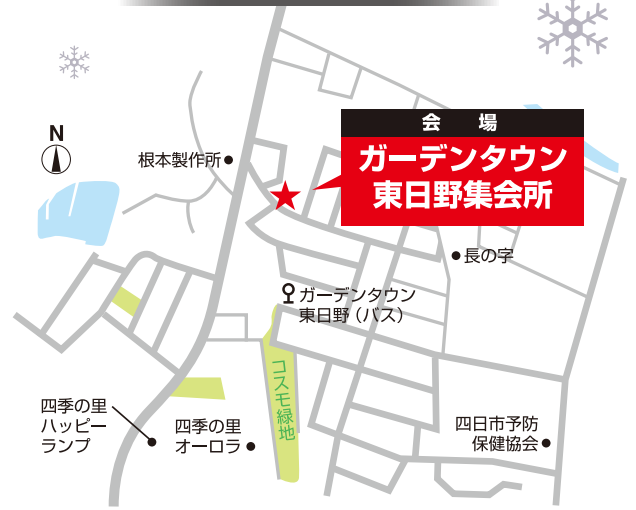 会場
ガーデンタウン
東日野集会所
N
根本製作所
長の字
ガーデンタウン
東日野（バス）
コスモ緑地
四季の里
ハッピー
ランプ
四季の里
オーロラ
四日市予防
保健協会